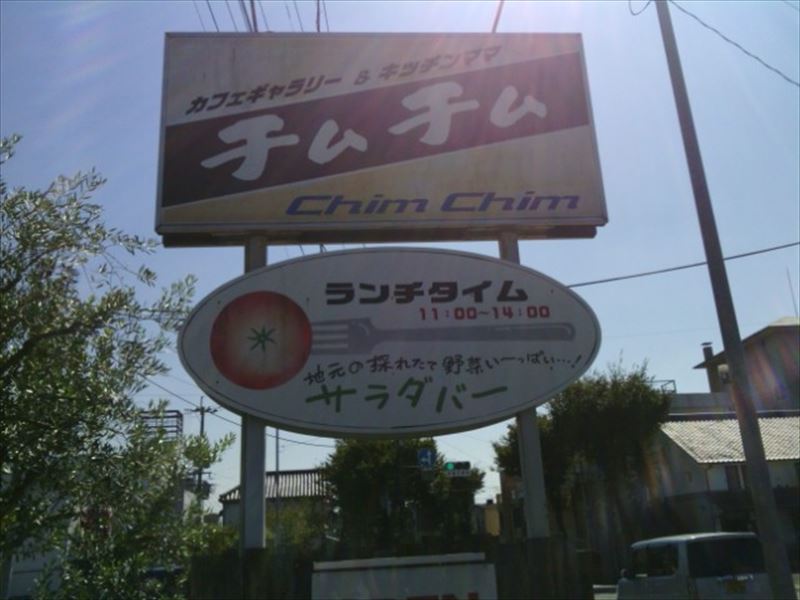 カフェギャラリー & キッチンママ
チムチム
Chim Chim
ランチタイム
11:00~14:00
地元の採れたて野菜いーっぱい…!
サラダバー